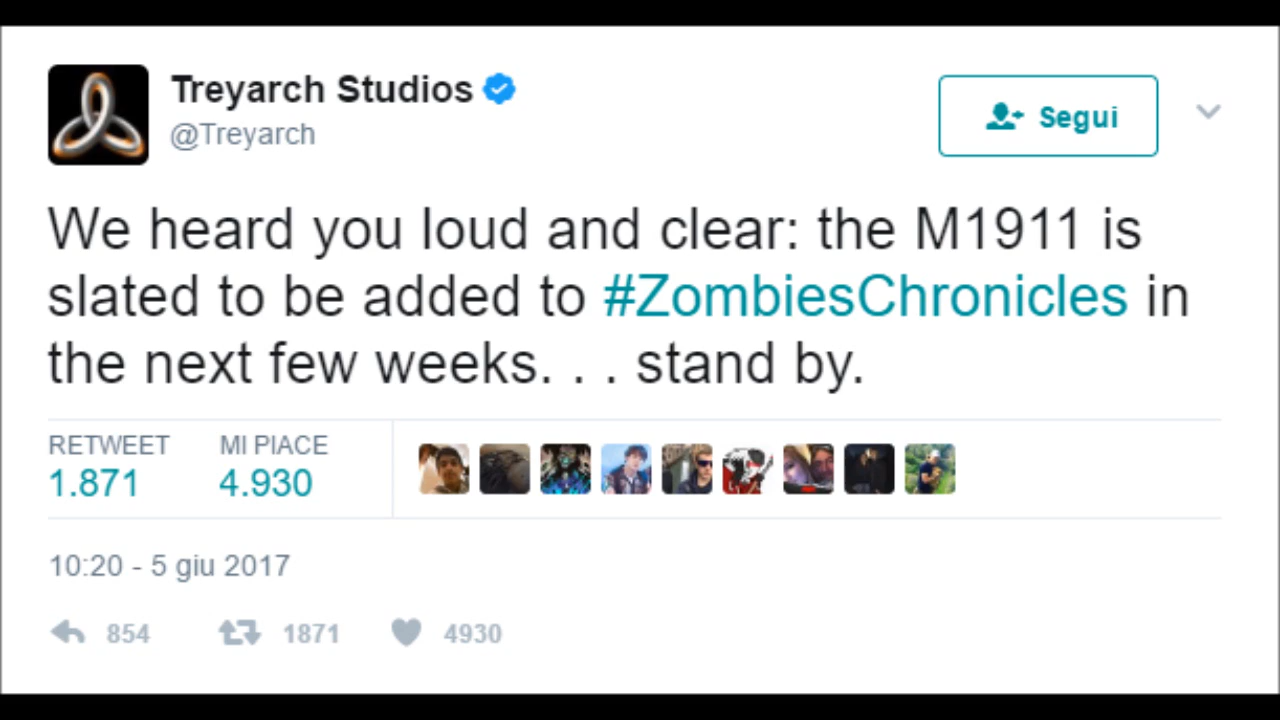 Treyarch Studios
@Treyarch
Segui
We heard you loud and clear: the M1911 is
slated to be added to #ZombiesChronicles in
the next few weeks. . . stand by.
RETWEET MI PIACE
1.871 4.930
10:20 - 5 giu 2017
854 1871 4930